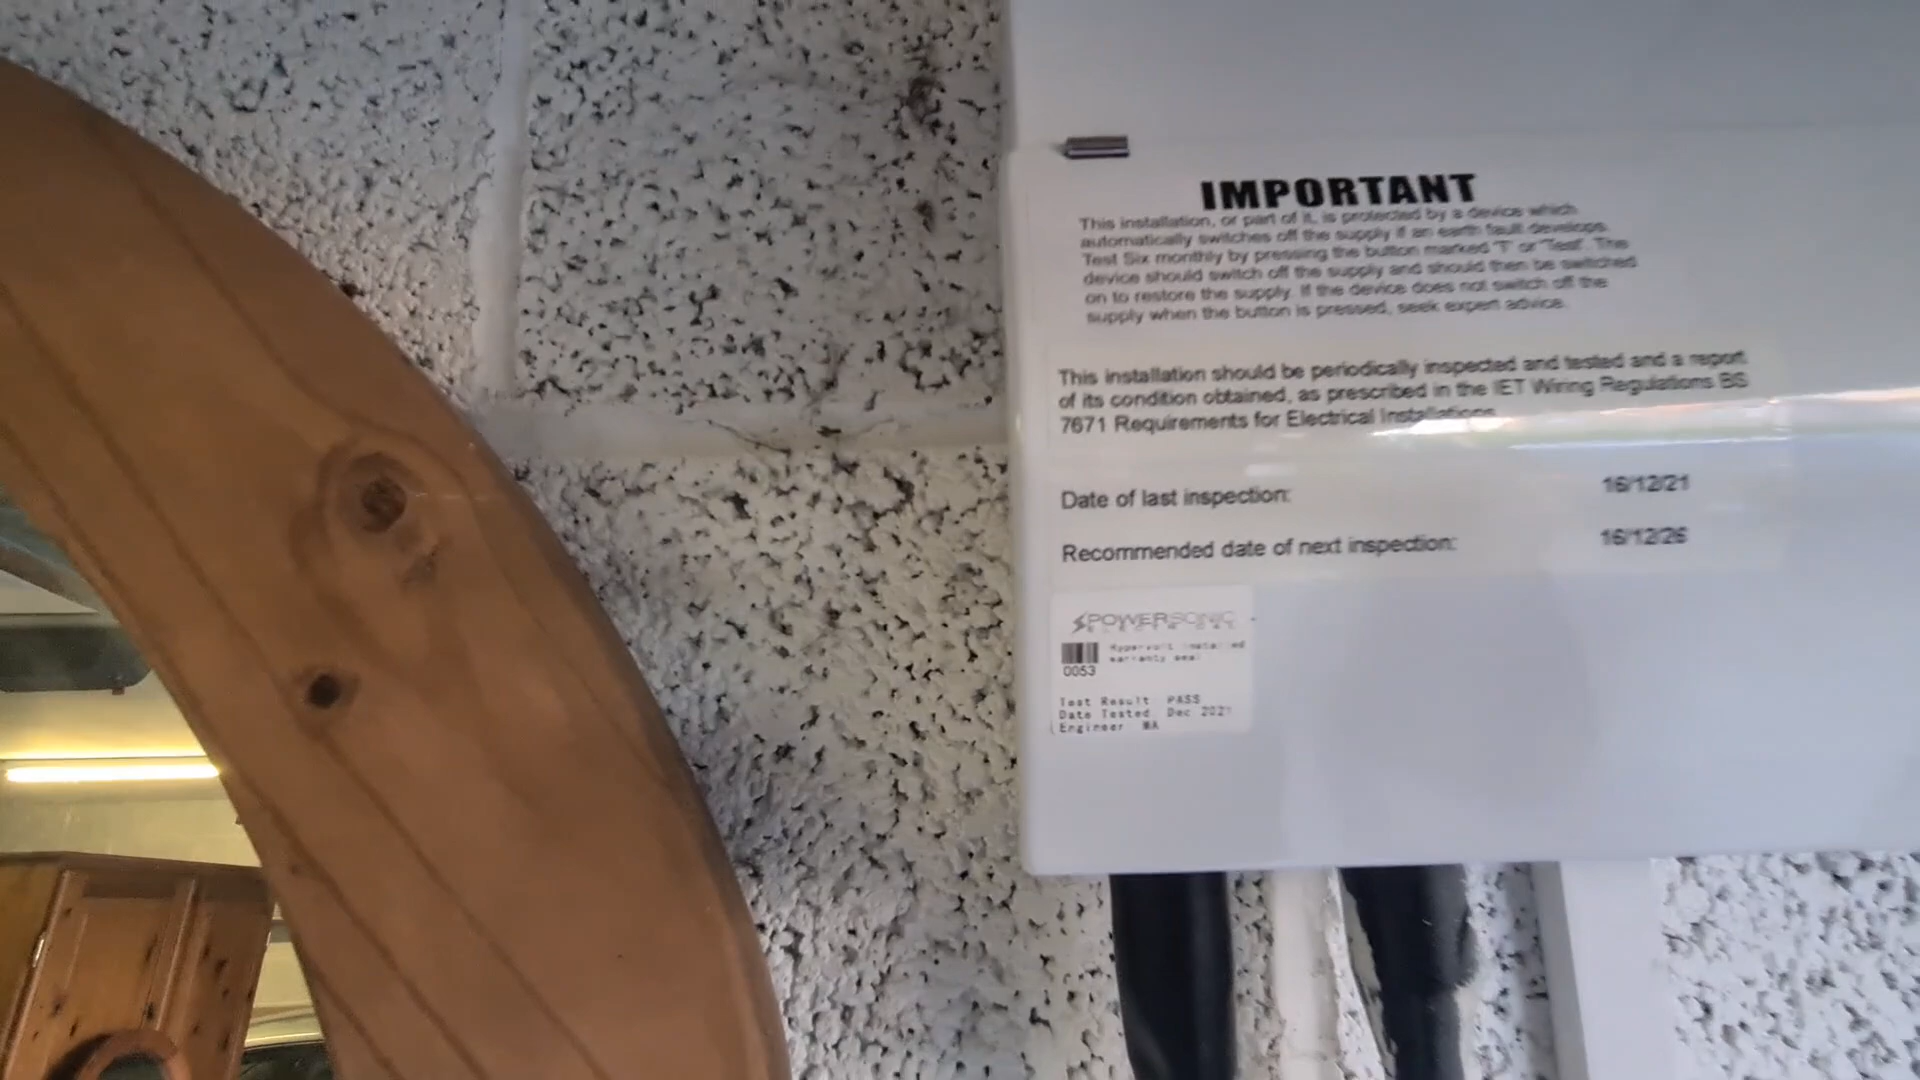 IMPORTANT
This installation, or part of it, is protected by a device which
automatically switches off the supply if an earth fault develops.
Test Six monthly by pressing the button marked 'T' or 'Test'. The
device should switch off the supply and should then be switched
on to restore the supply. If the device does not switch off the
supply when the button is pressed, seek expert advice.
This installation should be periodically inspected and tested and a report
of its condition obtained, as prescribed in the IET Wiring Regulations BS
7671 Requirements for Electrical Installations
Date of last inspection: 16/12/21
Recommended date of next inspection: 16/12/26
POWERSONIC
Hypervolt installed
warranty seal
0053
Test Result PASS
Date Tested Dec 2021
Engineer MA